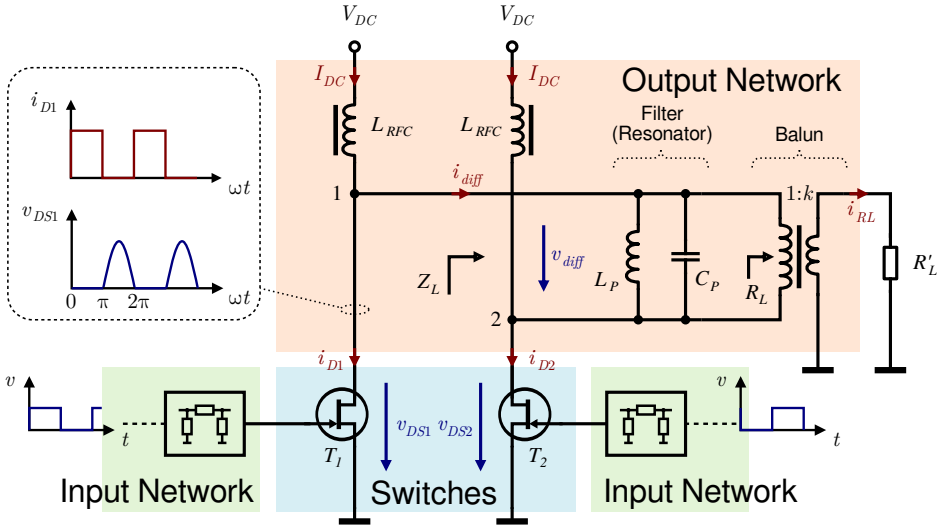 V_DC V_DC
I_DC I_DC
Output Network
L_RFC L_RFC
Filter
(Resonator)
Balun
i_D1
ωt
v_DS1
0 π 2π
ωt
1
i_diff
1:k
i_RL
Z_L
v_diff
L_P
C_P
R_L
R'_L
2
i_D1
i_D2
v
t
T_1
v_DS1 v_DS2
T_2
v
t
Input Network
Switches
Input Network